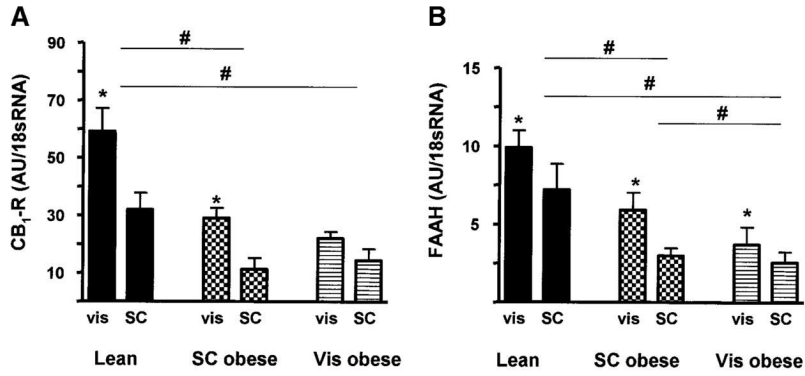 A
CB1-R (AU/18sRNA)
90
70
50
30
10
#
#
*
*
vis SC vis SC vis SC
Lean SC obese Vis obese
B
FAAH (AU/18sRNA)
15
10
5
#
#
#
*
*
*
vis SC vis SC vis SC
Lean SC obese Vis obese